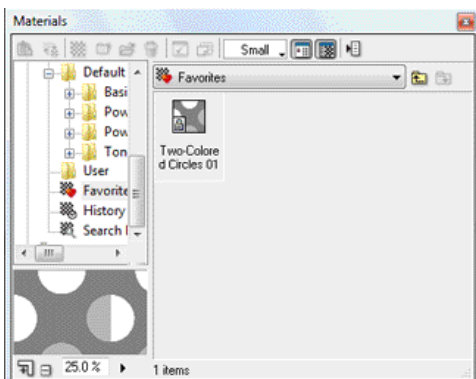 Materials
Small
Default
Basi
Pow
Pow
Ton
User
Favorite
History
Search
Favorites
Two-Colore
d Circles 01
25.0 %
1 items